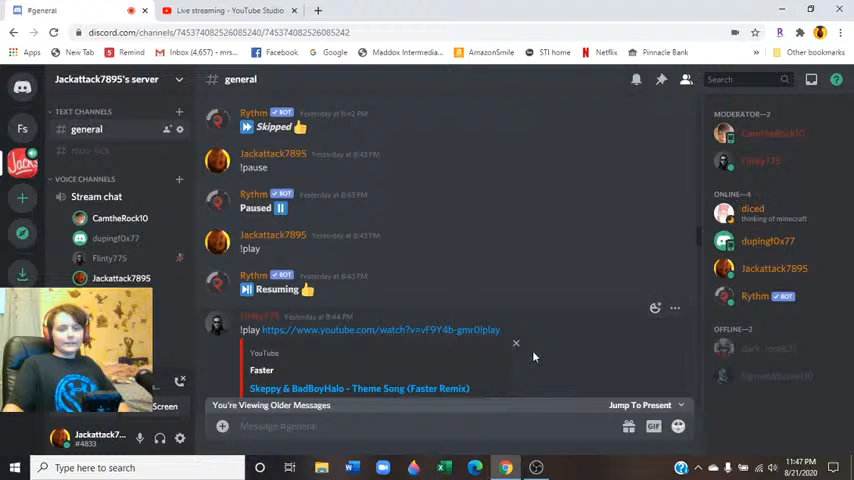 #general
Live streaming - YouTube Studio
discord.com/channels/745374082526085240/745374082526085242
Apps
New Tab
Remind
Inbox (4,657) - mrs...
Facebook
Google
Maddox Intermedia...
AmazonSmile
STI home
Netflix
Pinnacle Bank
Other bookmarks
Jackattack7895's server
# general
Search
TEXT CHANNELS
# general
VOICE CHANNELS
Stream chat
CamtheRock10
dupingf0x77
Flinty775
Jackattack7895
Fs
Jacks
Screen
Jackattack7...
#4833
Rythm BOT Yesterday at 8:42 PM
Skipped
Jackattack7895 Yesterday at 8:43 PM
!pause
Rythm BOT Yesterday at 8:43 PM
Paused
Jackattack7895 Yesterday at 8:43 PM
!play
Rythm BOT Yesterday at 8:43 PM
Resuming
Flinty775 Yesterday at 8:44 PM
!play https://www.youtube.com/watch?v=vF9Y4b-gmr0!play
YouTube
Faster
Skeppy & BadBoyHalo - Theme Song (Faster Remix)
You're Viewing Older Messages
Jump To Present
Message #general
GIF
MODERATOR—2
CamtheRock10
Flinty775
ONLINE—4
diced
thinking of minecraft
dupingf0x77
Jackattack7895
Rythm BOT
OFFLINE—2
Type here to search
11:47 PM
8/21/2020